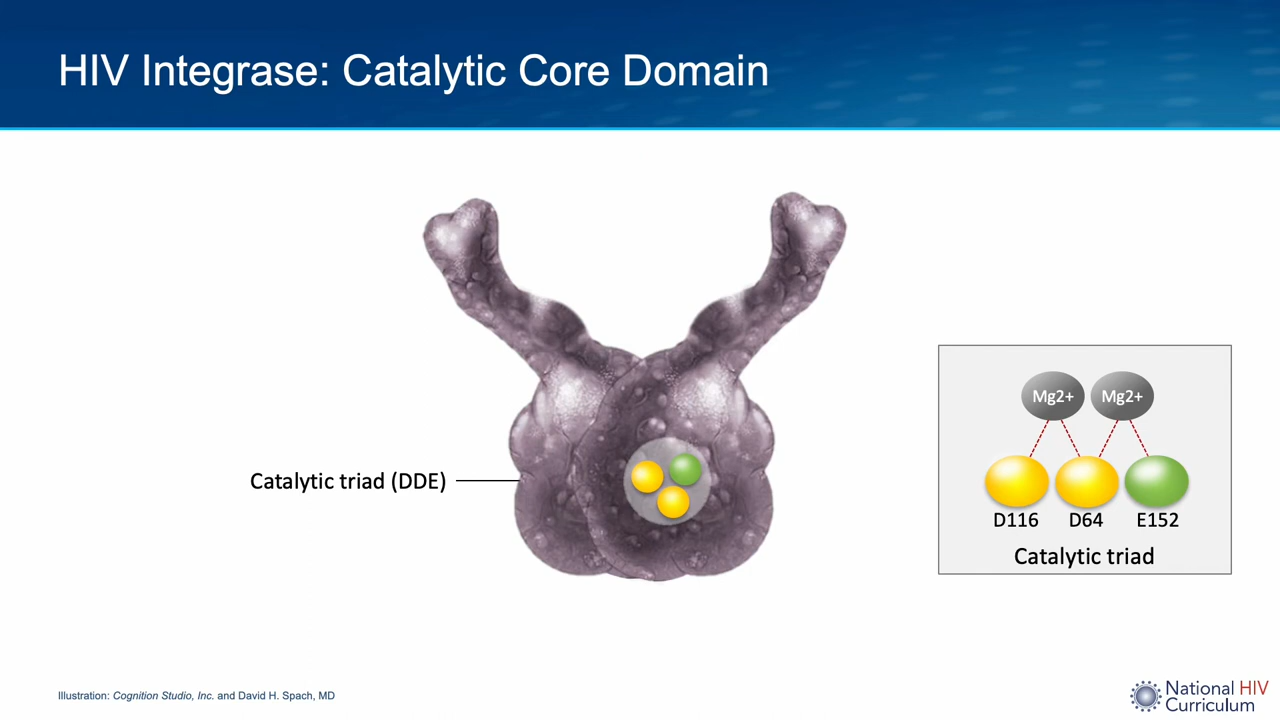 HIV Integrase: Catalytic Core Domain
Catalytic triad (DDE)
Mg2+ Mg2+
D116 D64 E152
Catalytic triad
Illustration: Cognition Studio, Inc. and David H. Spach, MD
National HIV
Curriculum